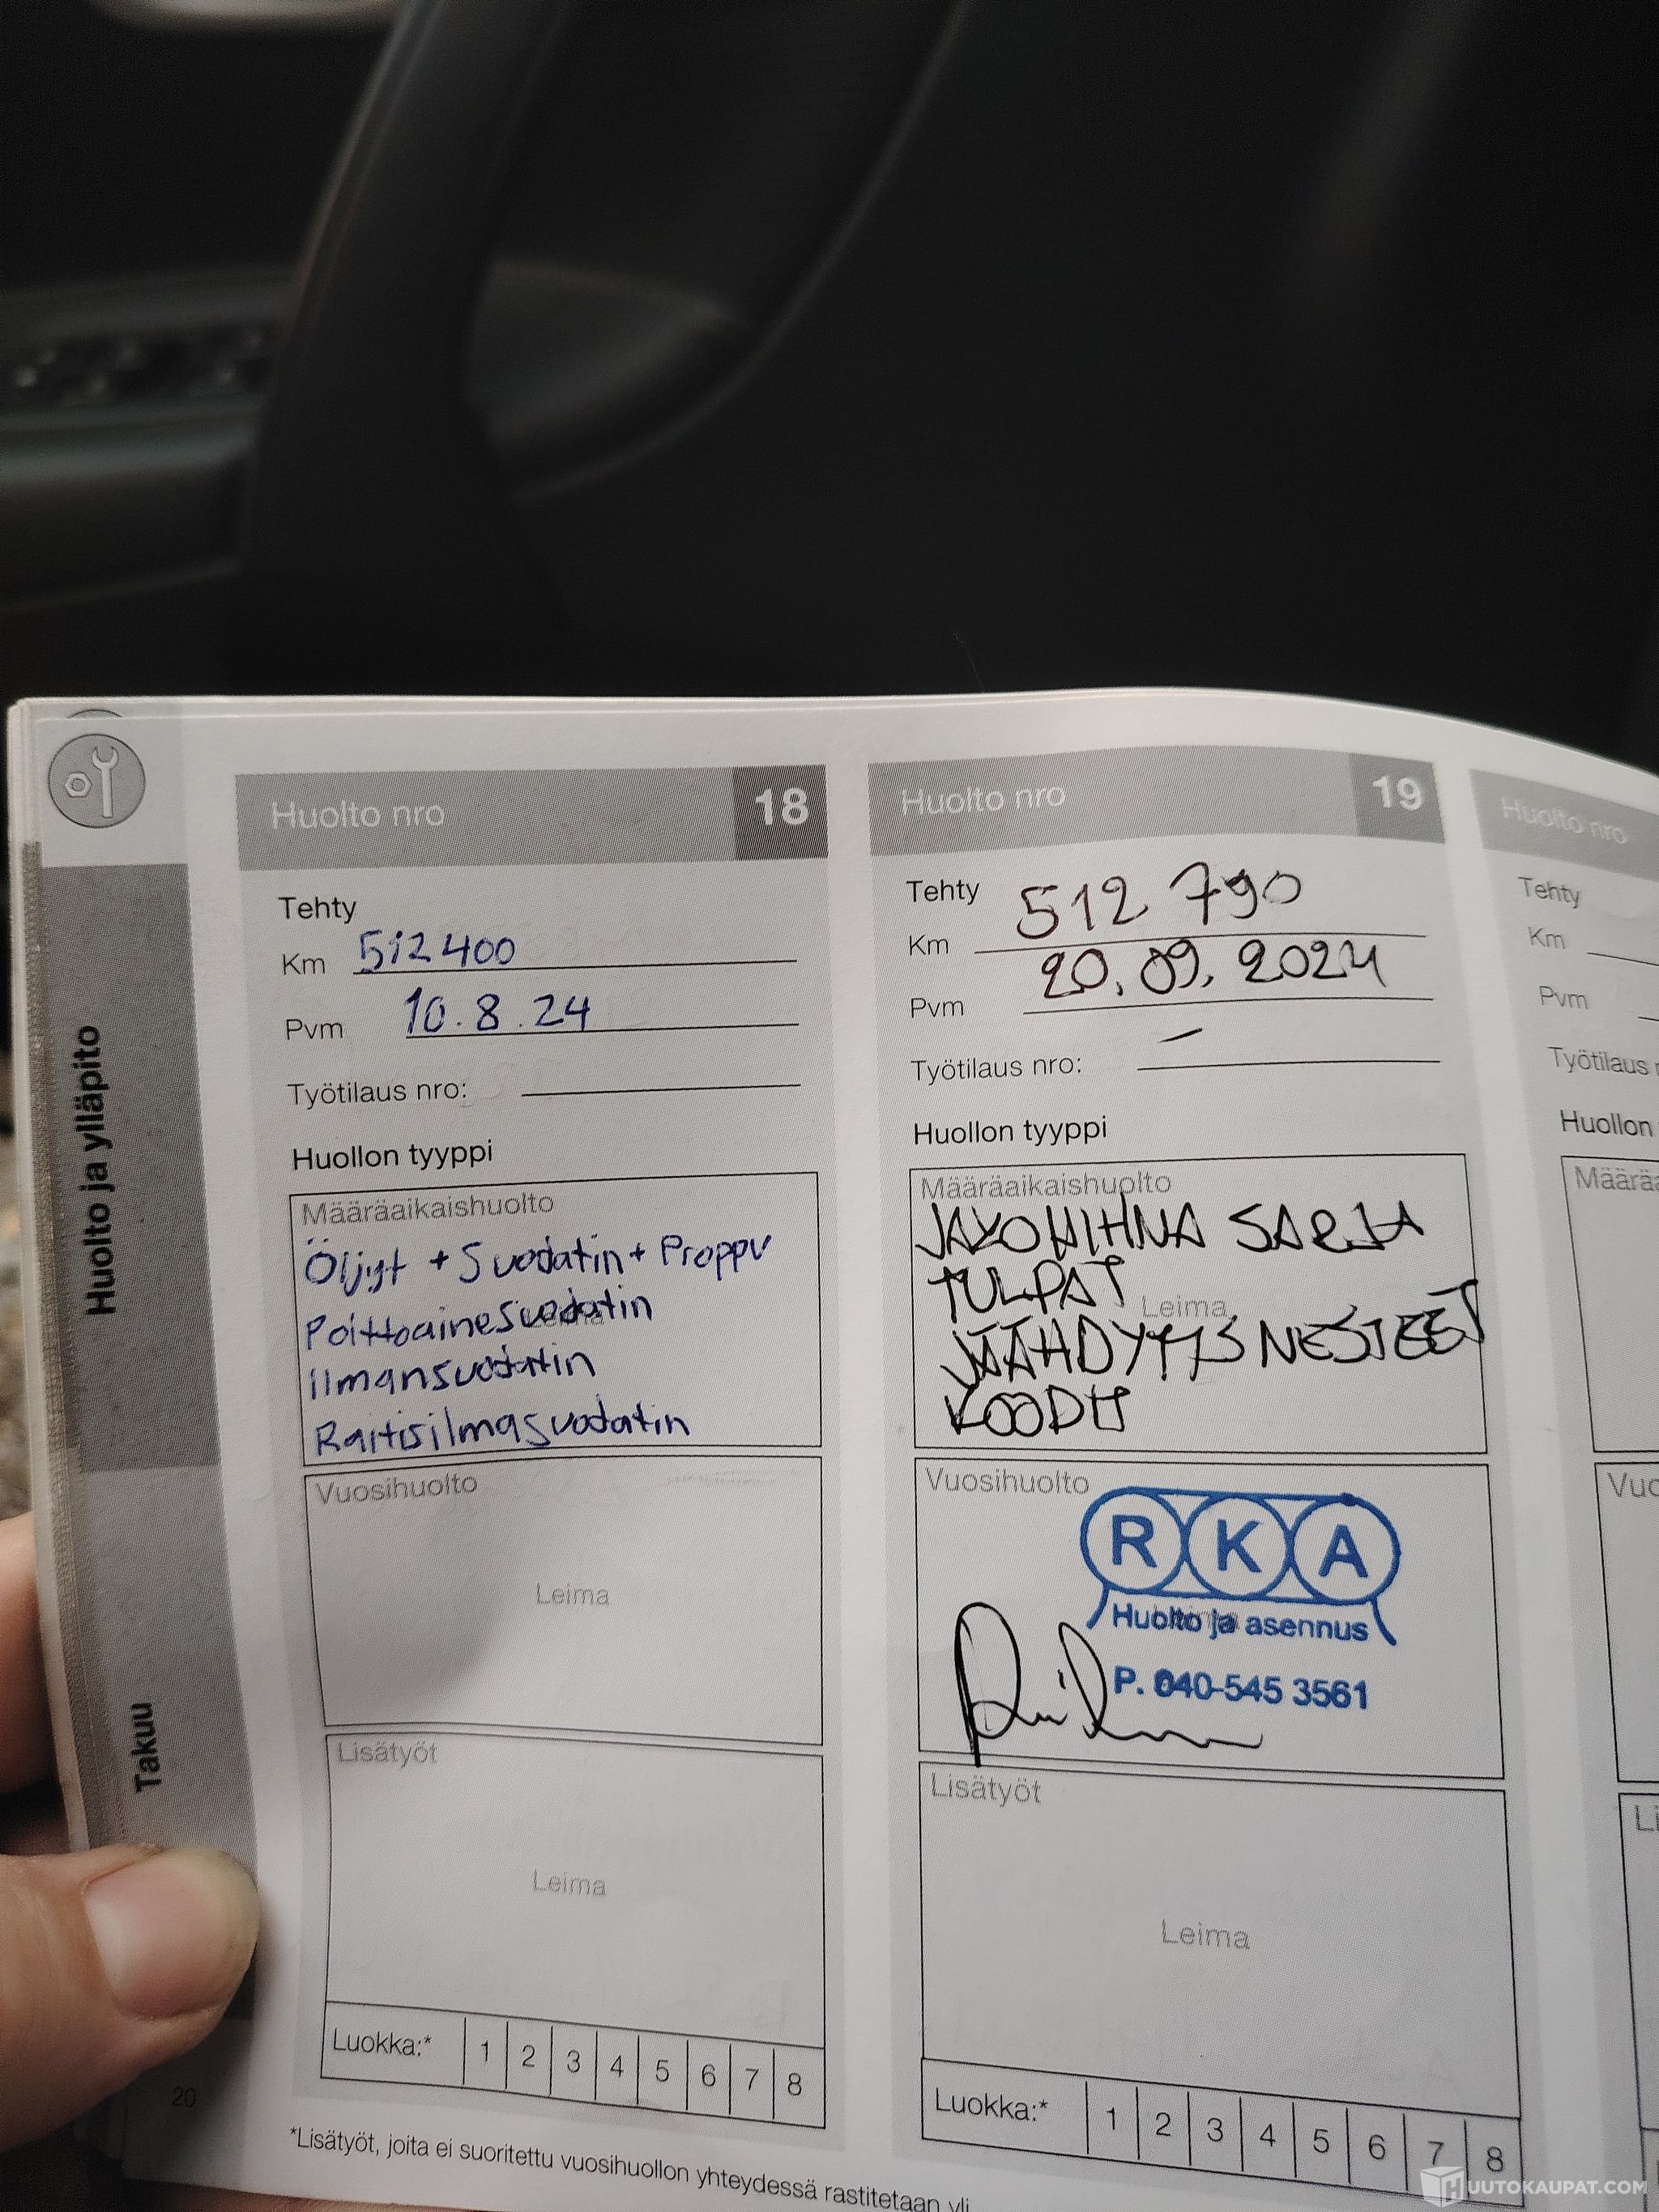 Huolto ja ylläpito
Takuu
20
Huolto nro 18
Tehty
Km 512400
Pvm 10.8.24
Työtilaus nro:
Huollon tyyppi
Määräaikaishuolto
Öljyt + Suodatin + Proppu
Polttoainesuodatin
Leima
Ilmansuodatin
Raitisilmasuodatin
Vuosihuolto
Leima
Lisätyöt
Leima
Luokka:* 1 2 3 4 5 6 7 8
*Lisätyöt, joita ei suoritettu vuosihuollon yhteydessä rastitetaan yli
Huolto nro 19
Tehty
Km 512 790
Pvm 20.09.2024
Työtilaus nro: –
Huollon tyyppi
Määräaikaishuolto
JAKOHIHNA SARJA
TULPAT
Leima
JÄÄHDYTYS NESTEET
KOODIT
Vuosihuolto
RKA
Huolto ja asennus
P. 040-545 3561
Lisätyöt
Leima
Luokka:* 1 2 3 4 5 6 7 8
Huolto nro
Tehty
Km
Pvm
Työtilaus
Huollon
HUUTOKAUPAT.COM